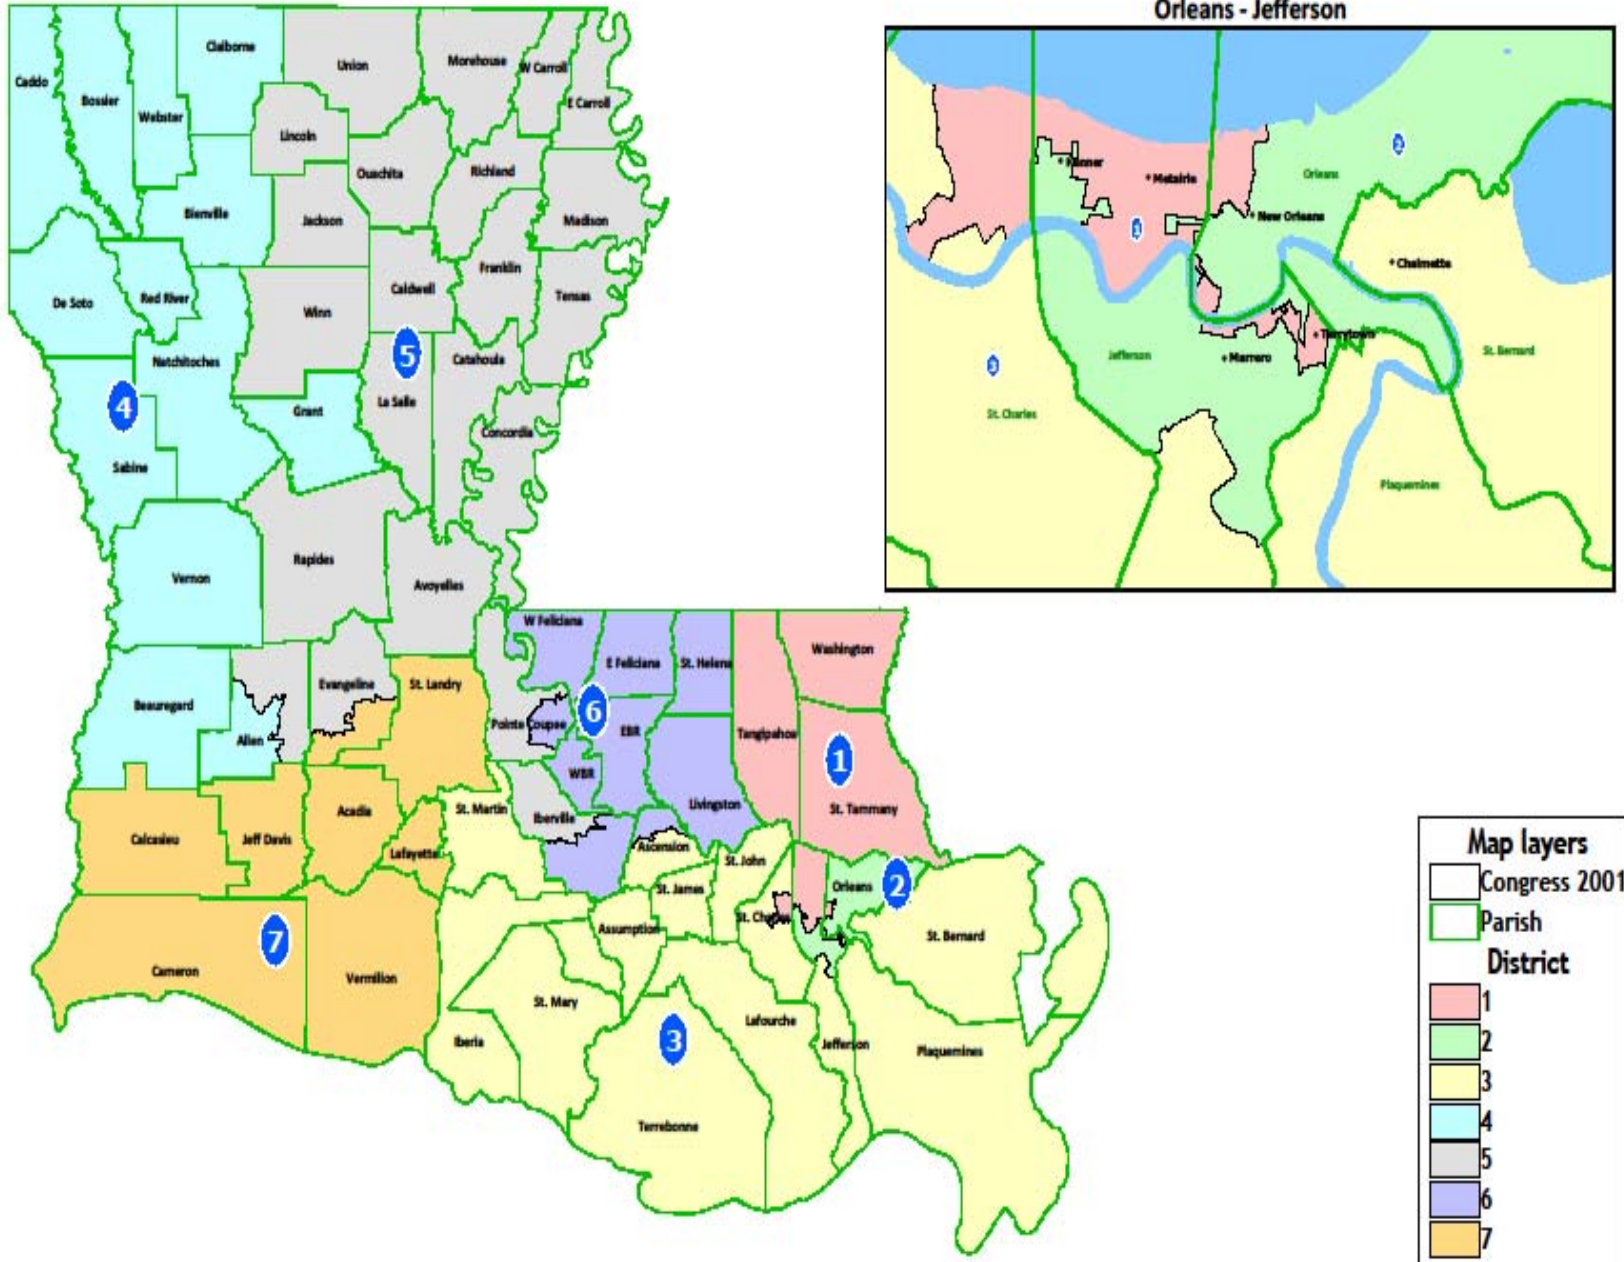 Orleans - Jefferson
Caddo
Bossier
Webster
Claiborne
Union
Morehouse
W Carroll
E Carroll
Lincoln
Ouachita
Richland
Madison
Bienville
Jackson
Franklin
Tensas
De Soto
Red River
Caldwell
Winn
Natchitoches
5
Catahoula
4
Grant
La Salle
Concordia
Sabine
Rapides
Vernon
Avoyelles
W Feliciana
E Feliciana
St. Helena
Washington
Evangeline
St. Landry
Beauregard
6
Pointe Coupee
EBR
Tangipahoa
Allen
1
WBR
Livingston
St. Tammany
St. Martin
Acadia
Iberville
Calcasieu
Jeff Davis
Lafayette
Ascension
St. John
St. James
Orleans
2
Assumption
St. Bernard
7
Cameron
Vermilion
St. Mary
Lafourche
Iberia
3
Jefferson
Plaquemines
Terrebonne
2
Kenner
Metairie
Orleans
New Orleans
1
Chalmette
Terrytown
Jefferson
Marrero
St. Bernard
3
St. Charles
Plaquemines
Map layers
Congress 2001
Parish
District
1
2
3
4
5
6
7